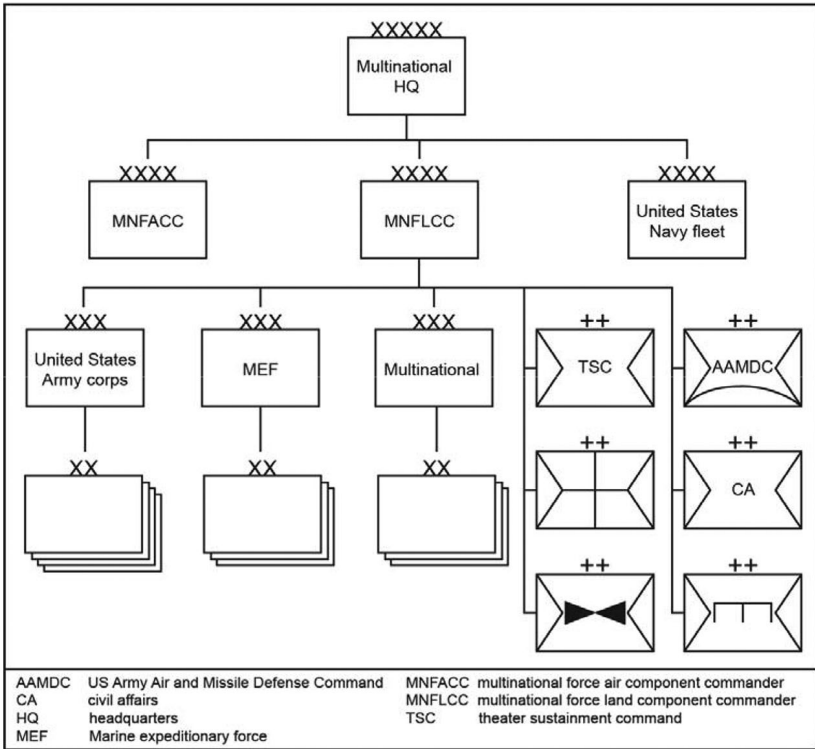 XXXXX
Multinational
HQ
XXXX
XXXX
XXXX
MNFACC
MNFLCC
United States
Navy fleet
XXX
XXX
XXX
++
++
United States
Army corps
MEF
Multinational
TSC
AAMDC
XX
XX
XX
++
++
CA
++
++
AAMDC US Army Air and Missile Defense Command
CA civil affairs
HQ headquarters
MEF Marine expeditionary force
MNFACC multinational force air component commander
MNFLCC multinational force land component commander
TSC theater sustainment command